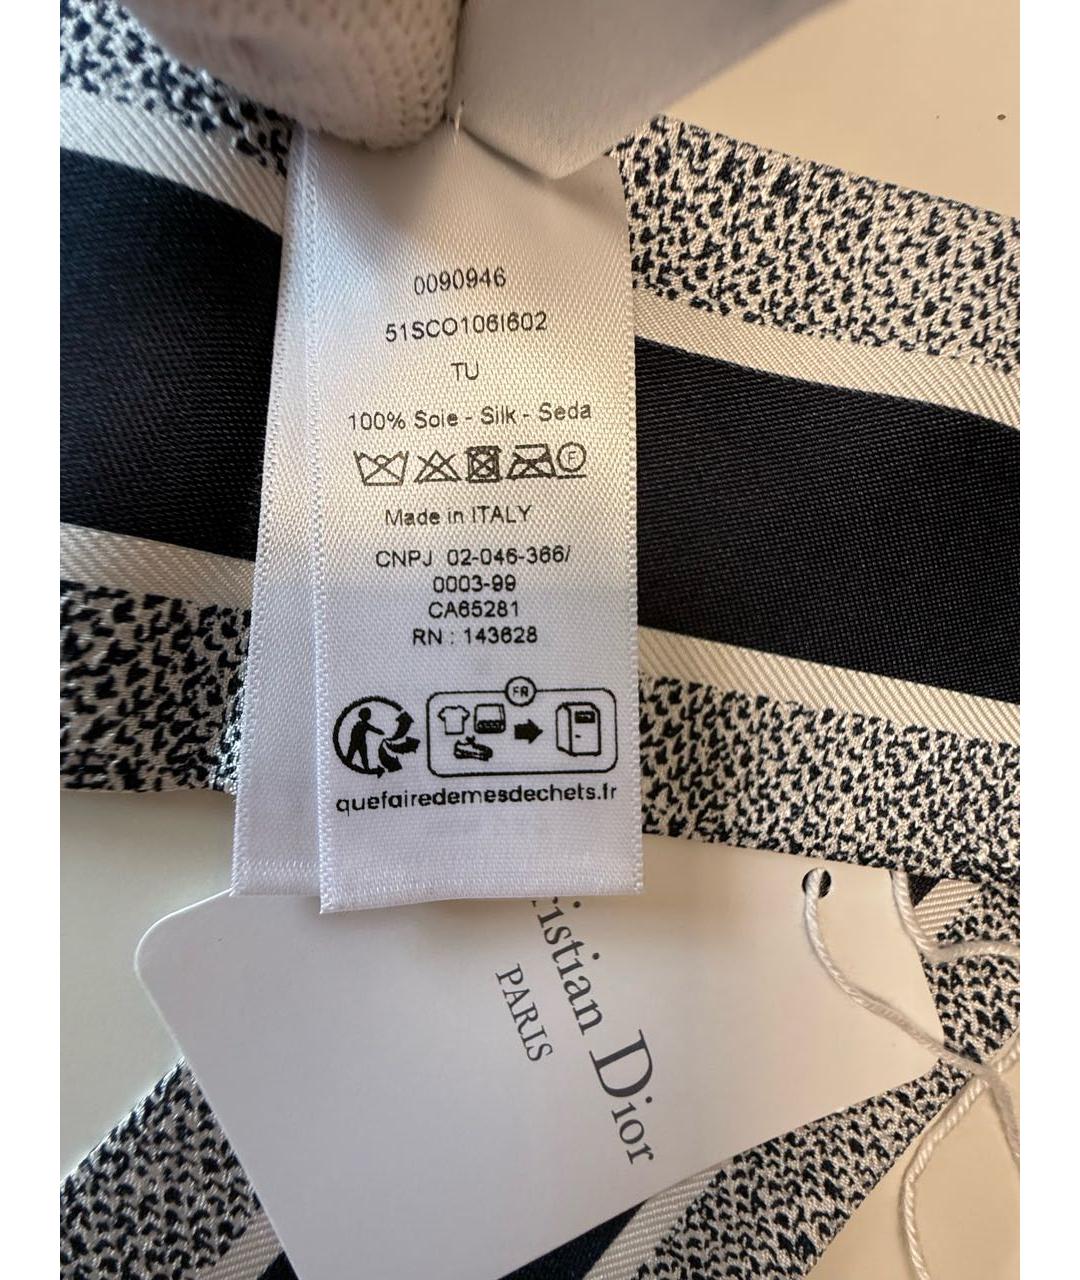 0090946
51SCO106I602
TU
100% Soie - Silk - Seda
F
Made in ITALY
CNPJ 02-046-366/
0003-99
CA65281
RN : 143628
FR
quefairedemesdechets.fr
ristian Dior
PARIS